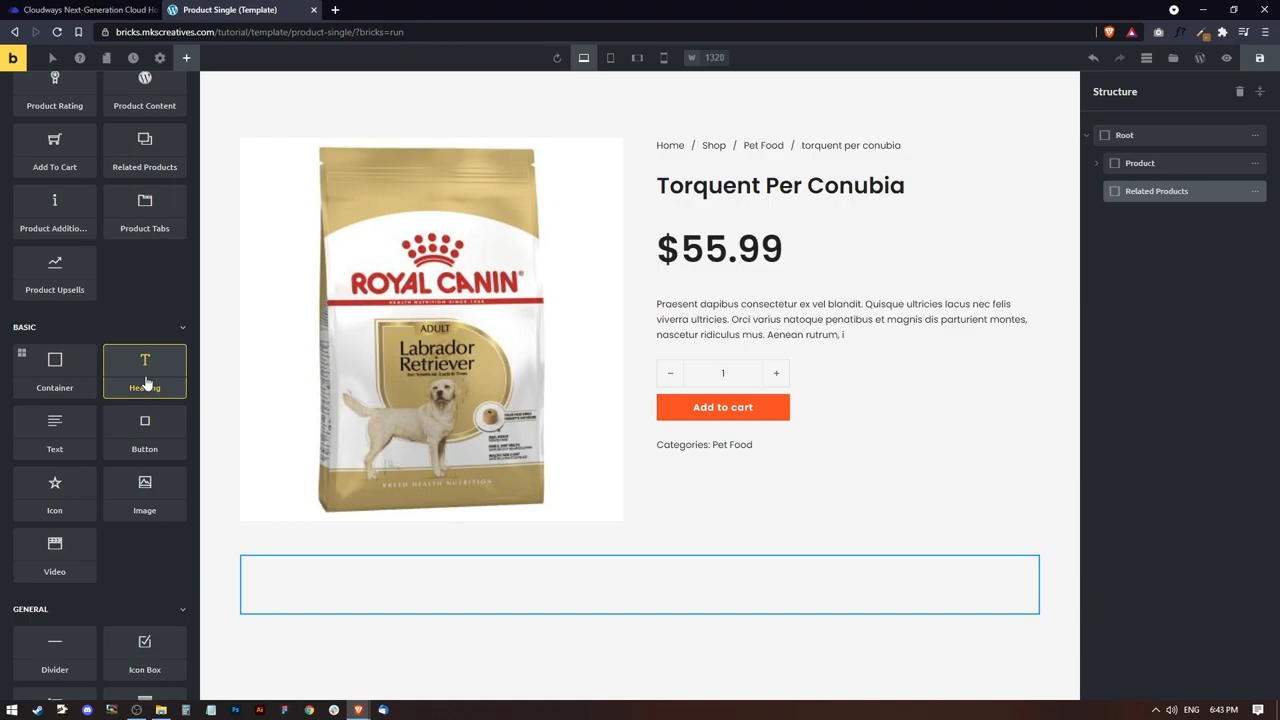 Cloudways Next-Generation Cloud Ho
Product Single (Template)
bricks.mkscreatives.com/tutorial/template/product-single/?bricks=run
b
W 1320
Product Rating
Product Content
Add To Cart
Related Products
Product Additio...
Product Tabs
Product Upsells
BASIC
Container
Heading
Text
Button
Icon
Image
Video
GENERAL
Divider
Icon Box
ROYAL CANIN
HEALTH NUTRITION SINCE 1968
ADULT
Labrador
Retriever
BREED HEALTH NUTRITION
Home / Shop / Pet Food / torquent per conubia
Torquent Per Conubia
$55.99
Praesent dapibus consectetur ex vel blandit. Quisque ultricies lacus nec felis
viverra ultricies. Orci varius natoque penatibus et magnis dis parturient montes,
nascetur ridiculus mus. Aenean rutrum, i
− 1 +
Add to cart
Categories: Pet Food
Structure
Root
Product
Related Products
ENG 6:43 PM